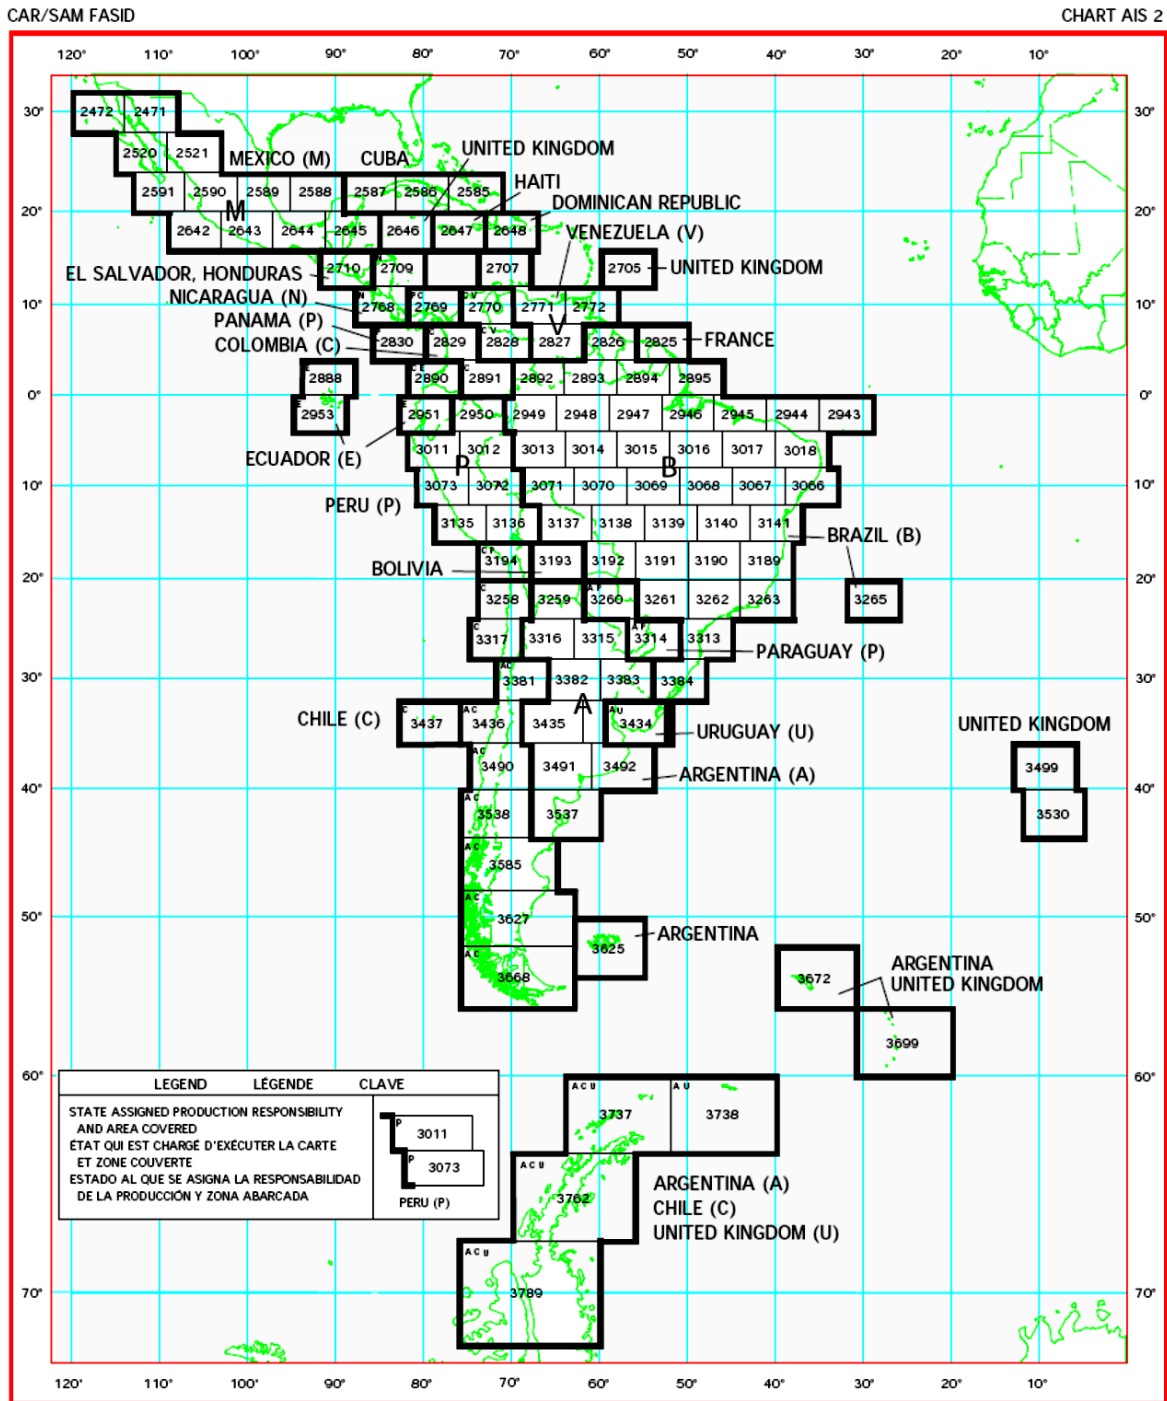 CAR/SAM FASID
CHART AIS 2
120° 110° 100° 90° 80° 70° 60° 50° 40° 30° 20° 10°
30° 2472 2471 30°
2520 2521 MEXICO (M) CUBA UNITED KINGDOM
2591 2590 2589 2588 2587 2586 2585 HAITI
20° M DOMINICAN REPUBLIC 20°
2642 2643 2644 2645 2646 2647 2648 VENEZUELA (V)
EL SALVADOR, HONDURAS 2710 N 2709 2707 2705 UNITED KINGDOM
NICARAGUA (N) N 2768 P C 2769 C V 2770 2771 2772
10° 10°
PANAMA (P) V
COLOMBIA (C) 2830 C 2829 C V 2828 2827 2826 2825 FRANCE
E 2888 C E 2890 C 2891 2892 2893 2894 2895
0° 0°
E 2953 E 2951 2950 2949 2948 2947 2946 2945 2944 2943
ECUADOR (E) 3011 3012 3013 3014 3015 3016 3017 3018
P B
10° 3073 3072 3071 3070 3069 3068 3067 3066 10°
PERU (P)
3135 3136 3137 3138 3139 3140 3141 BRAZIL (B)
BOLIVIA C P 3194 3193 3192 3191 3190 3189
20° 20°
C 3258 3259 A P 3260 3261 3262 3263 3265
C 3317 3316 3315 A P 3314 3313 PARAGUAY (P)
30° A C 3381 3382 3383 3384 30°
A
CHILE (C) C 3437 A C 3436 3435 A U 3434 URUGUAY (U) UNITED KINGDOM
A C 3490 3491 3492 ARGENTINA (A) 3499
40° 40°
A C 3538 3537 3530
A C 3585
50° A C 3627 50°
3625 ARGENTINA
A C 3668 3672 ARGENTINA
UNITED KINGDOM
3699
60° 60°
A C U 3737 A U 3738
A C U 3762 ARGENTINA (A)
CHILE (C)
UNITED KINGDOM (U)
A C U 3789
70° 70°
LEGEND LÉGENDE CLAVE
STATE ASSIGNED PRODUCTION RESPONSIBILITY
AND AREA COVERED
ÉTAT QUI EST CHARGÉ D'EXÉCUTER LA CARTE
ET ZONE COUVERTE
ESTADO AL QUE SE ASIGNA LA RESPONSABILIDAD
DE LA PRODUCCIÓN Y ZONA ABARCADA
P 3011
P 3073
PERU (P)
120° 110° 100° 90° 80° 70° 60° 50° 40° 30° 20° 10°